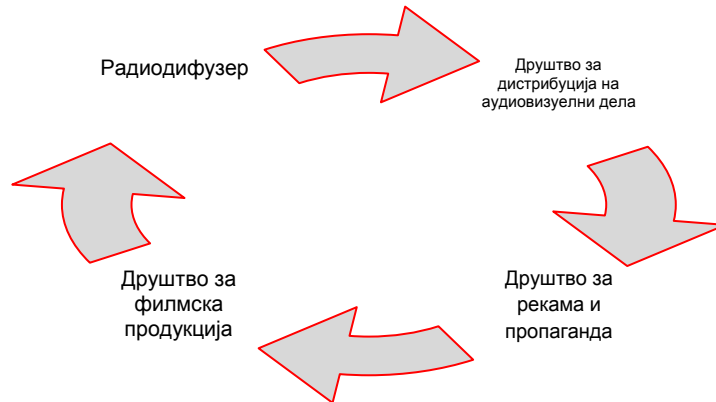 Радиодифузер
Друштво за
дистрибуција на
аудиовизуелни дела
Друштво за
рекама и
пропаганда
Друштво за
филмска
продукција